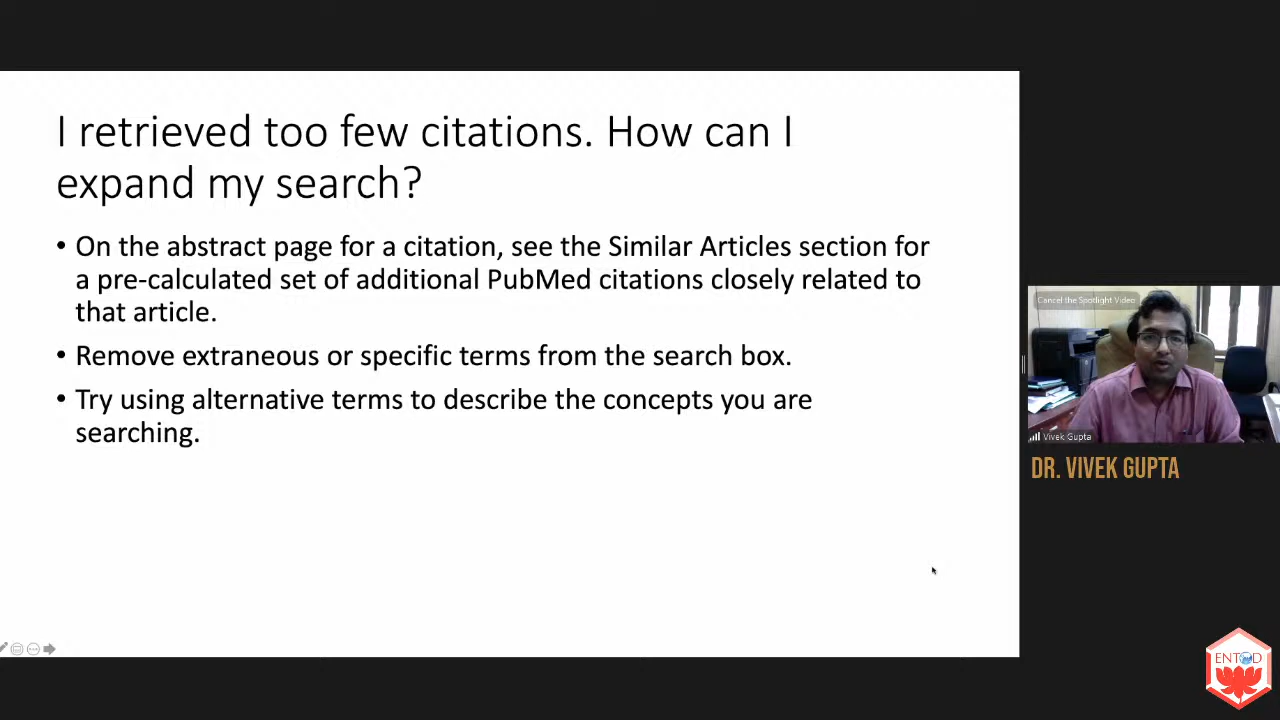 I retrieved too few citations. How can I
expand my search?
• On the abstract page for a citation, see the Similar Articles section for
a pre-calculated set of additional PubMed citations closely related to
that article.
• Remove extraneous or specific terms from the search box.
• Try using alternative terms to describe the concepts you are
searching.
Cancel the Spotlight Video
Vivek Gupta
DR. VIVEK GUPTA
ENTOD